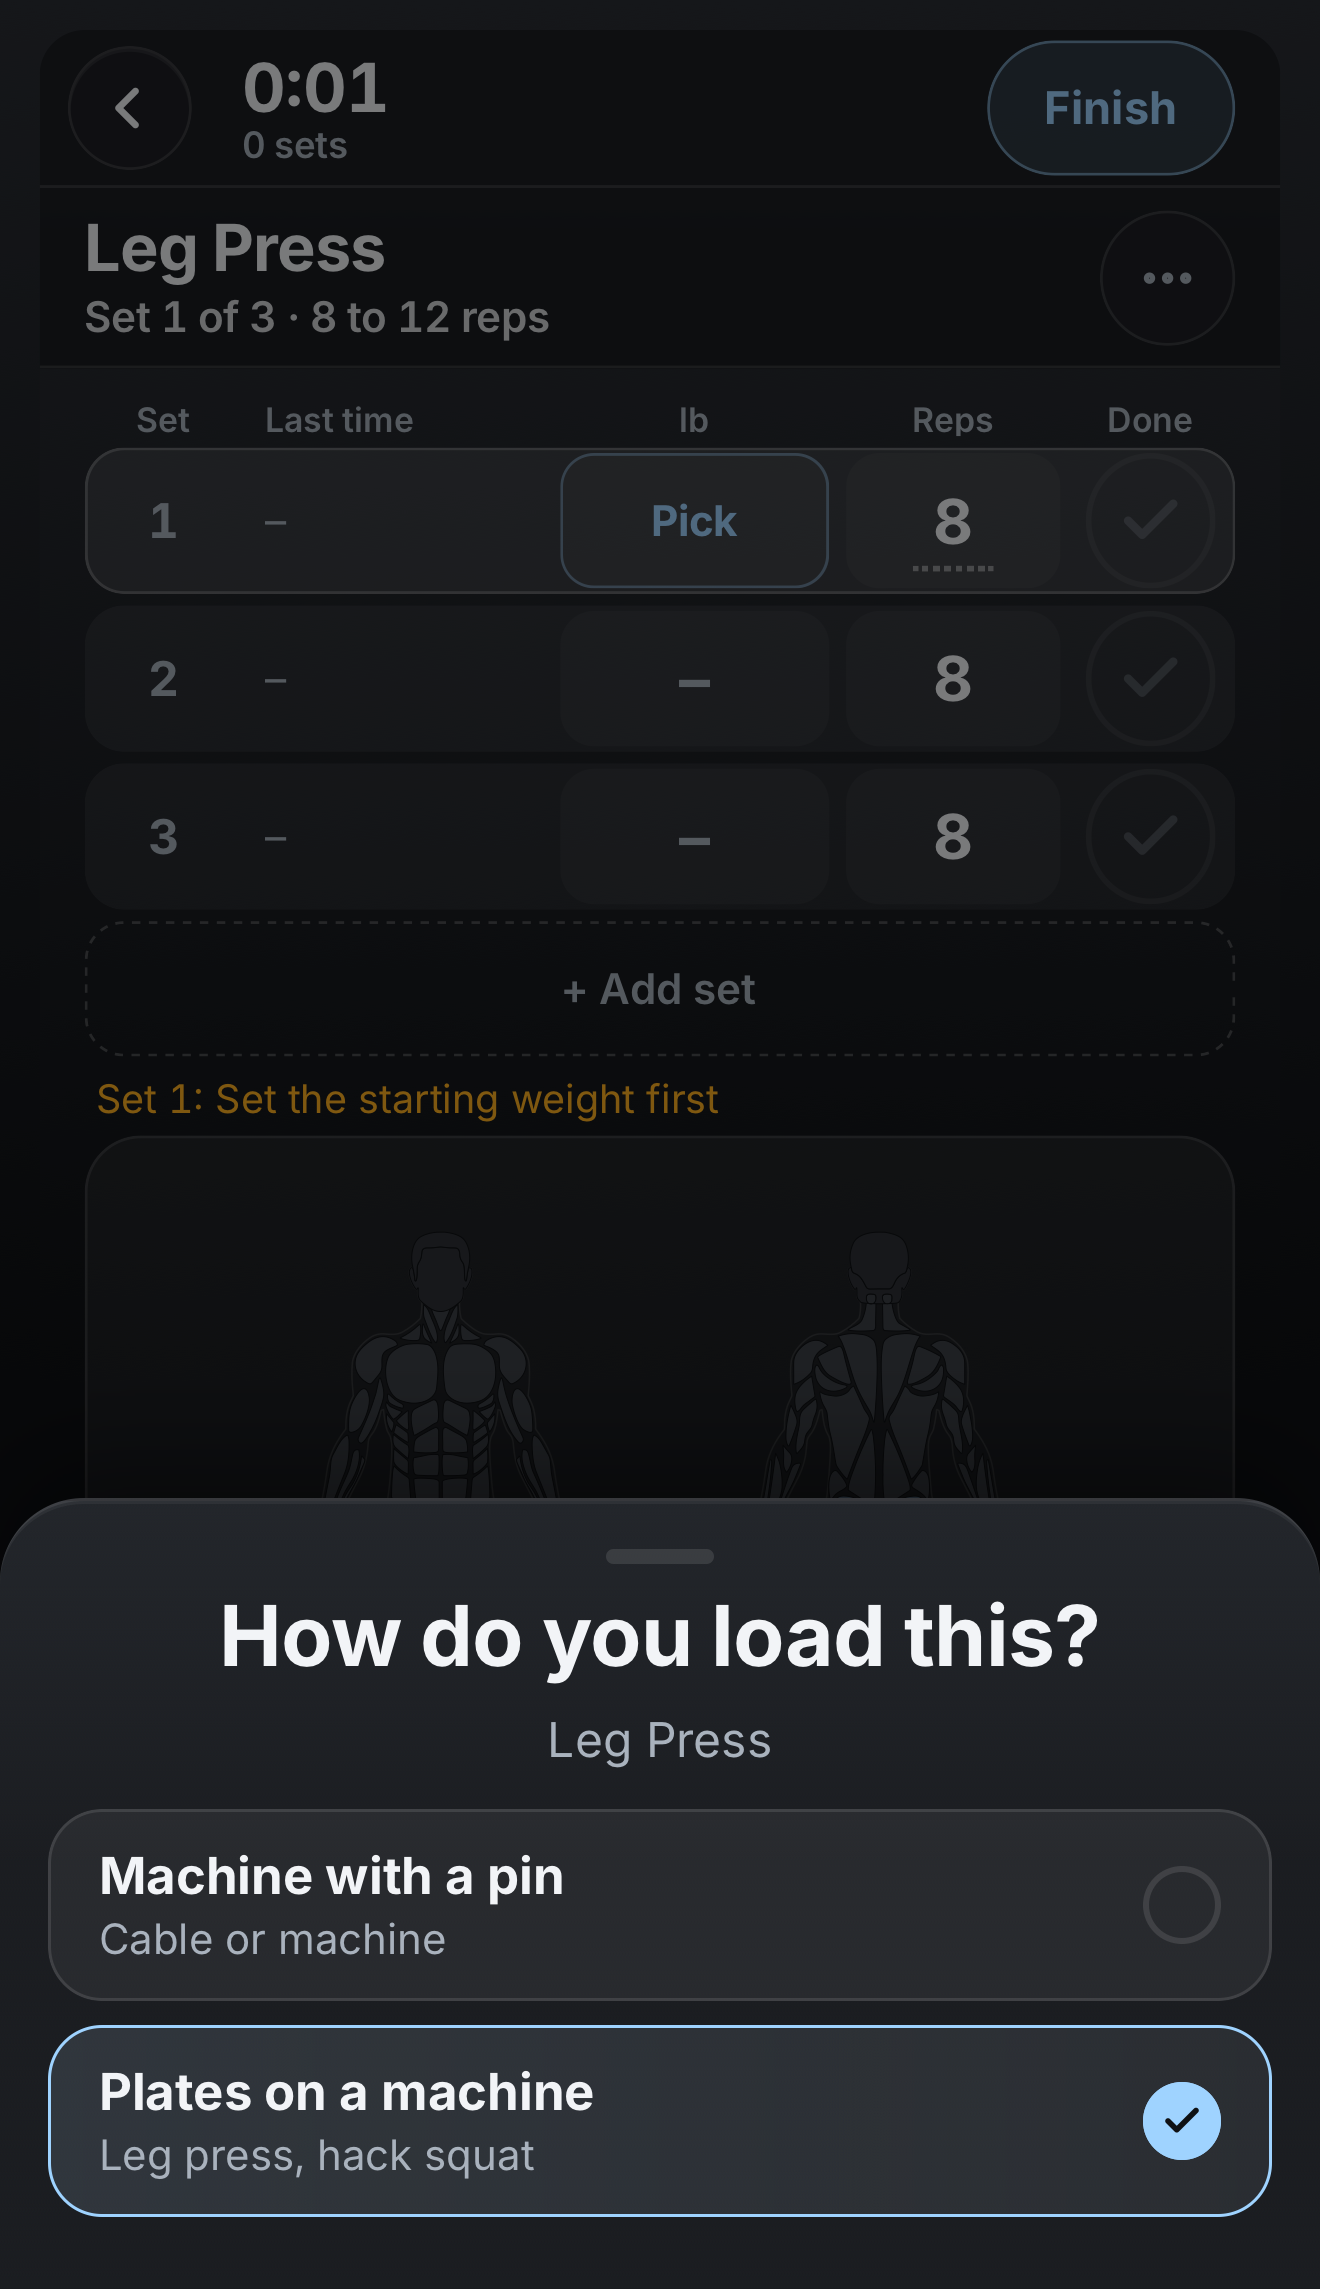 0:01
0 sets
Finish
Leg Press
Set 1 of 3 · 8 to 12 reps
Set Last time lb Reps Done
1 – Pick 8
2 – – 8
3 – – 8
+ Add set
Set 1: Set the starting weight first
How do you load this?
Leg Press
Machine with a pin
Cable or machine
Plates on a machine
Leg press, hack squat